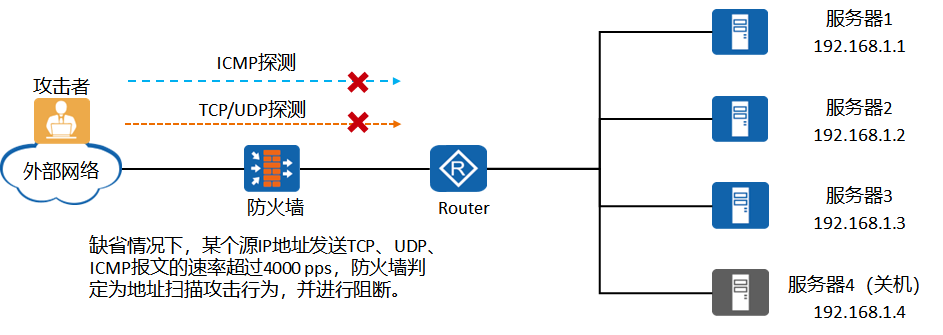 ICMP探测
攻击者
TCP/UDP探测
外部网络
防火墙
R
Router
服务器1
192.168.1.1
服务器2
192.168.1.2
服务器3
192.168.1.3
服务器4（关机）
192.168.1.4
缺省情况下，某个源IP地址发送TCP、UDP、
ICMP报文的速率超过4000 pps，防火墙判
定为地址扫描攻击行为，并进行阻断。